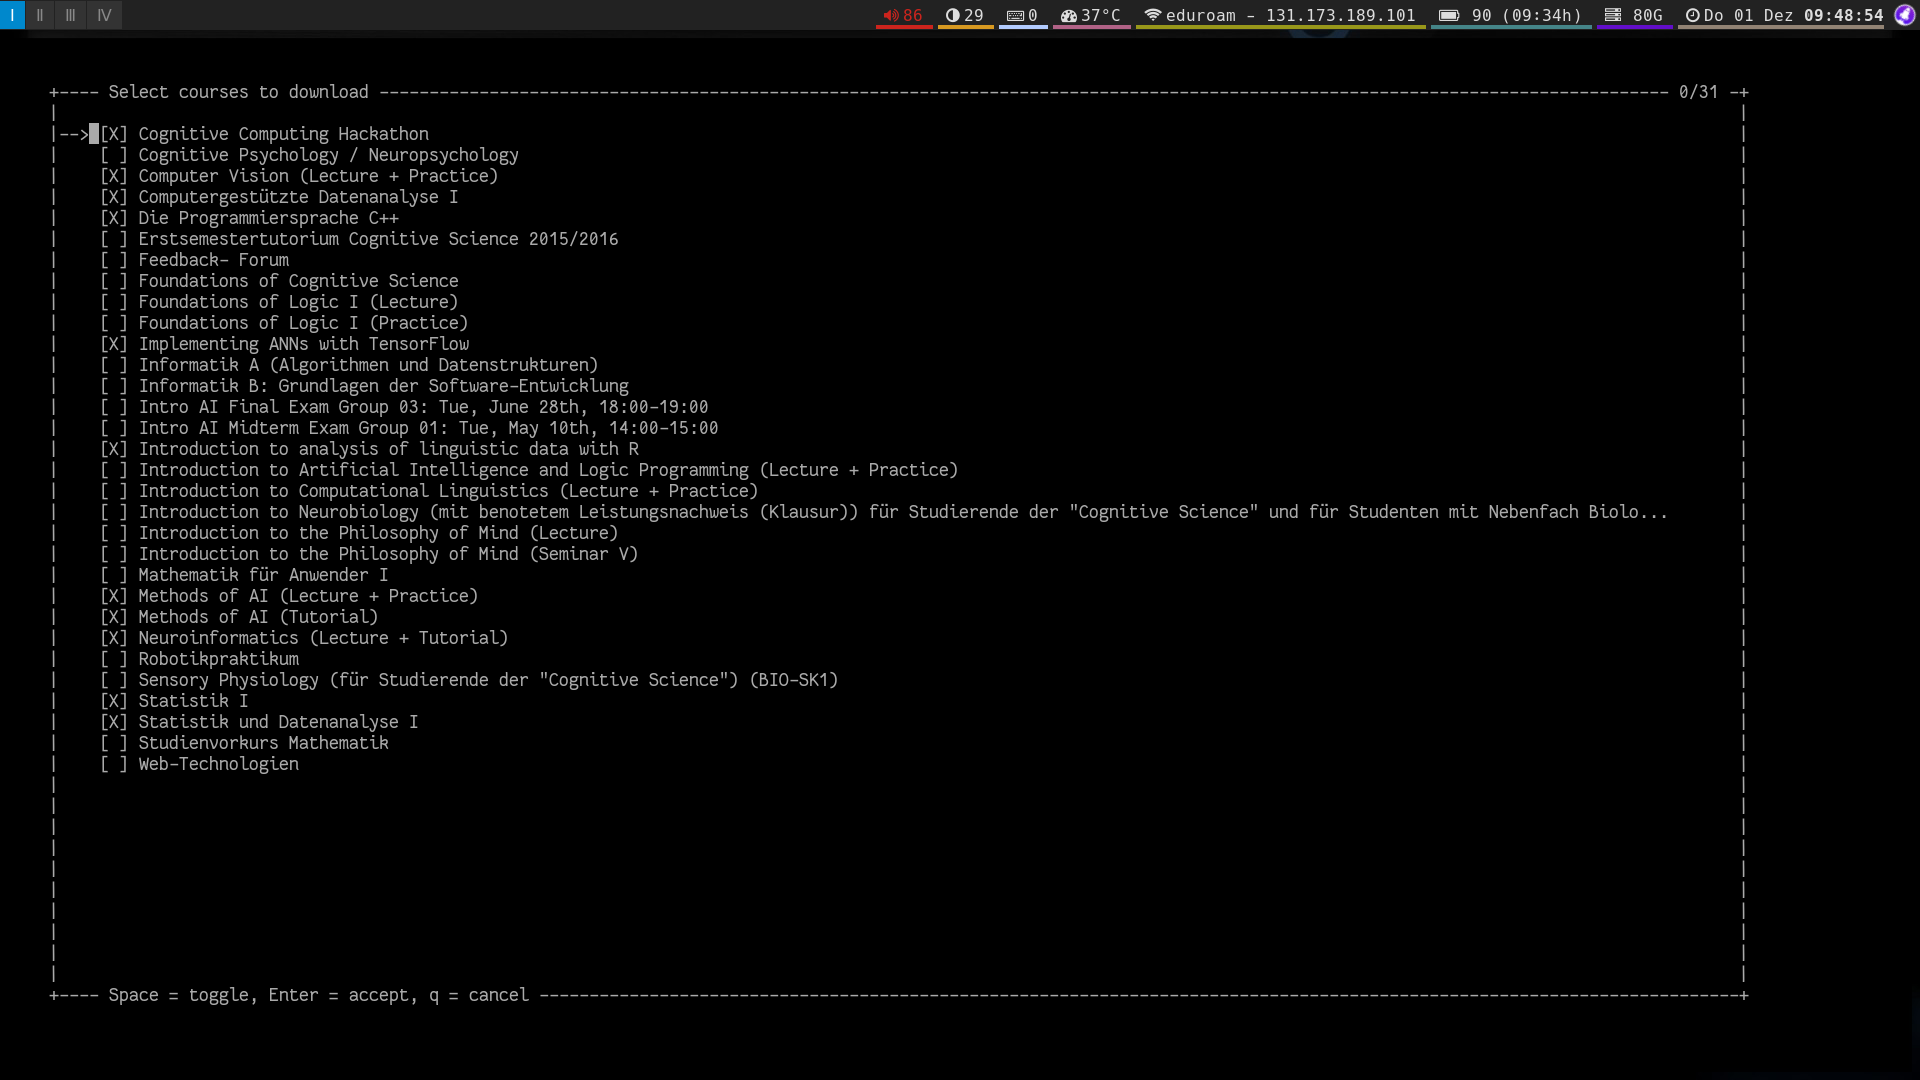 I II III IV 86 29 0 37°C eduroam - 131.173.189.101 90 (09:34h) 80G Do 01 Dez 09:48:54
+---- Select courses to download ---- 0/31 -+
-->[X] Cognitive Computing Hackathon
[ ] Cognitive Psychology / Neuropsychology
[X] Computer Vision (Lecture + Practice)
[X] Computergestützte Datenanalyse I
[X] Die Programmiersprache C++
[ ] Erstsemestertutorium Cognitive Science 2015/2016
[ ] Feedback- Forum
[ ] Foundations of Cognitive Science
[ ] Foundations of Logic I (Lecture)
[ ] Foundations of Logic I (Practice)
[X] Implementing ANNs with TensorFlow
[ ] Informatik A (Algorithmen und Datenstrukturen)
[ ] Informatik B: Grundlagen der Software-Entwicklung
[ ] Intro AI Final Exam Group 03: Tue, June 28th, 18:00-19:00
[ ] Intro AI Midterm Exam Group 01: Tue, May 10th, 14:00-15:00
[X] Introduction to analysis of linguistic data with R
[ ] Introduction to Artificial Intelligence and Logic Programming (Lecture + Practice)
[ ] Introduction to Computational Linguistics (Lecture + Practice)
[ ] Introduction to Neurobiology (mit benotetem Leistungsnachweis (Klausur)) für Studierende der "Cognitive Science" und für Studenten mit Nebenfach Biolo...
[ ] Introduction to the Philosophy of Mind (Lecture)
[ ] Introduction to the Philosophy of Mind (Seminar V)
[ ] Mathematik für Anwender I
[X] Methods of AI (Lecture + Practice)
[X] Methods of AI (Tutorial)
[X] Neuroinformatics (Lecture + Tutorial)
[ ] Robotikpraktikum
[ ] Sensory Physiology (für Studierende der "Cognitive Science") (BIO-SK1)
[X] Statistik I
[X] Statistik und Datenanalyse I
[ ] Studienvorkurs Mathematik
[ ] Web-Technologien
+---- Space = toggle, Enter = accept, q = cancel ----+